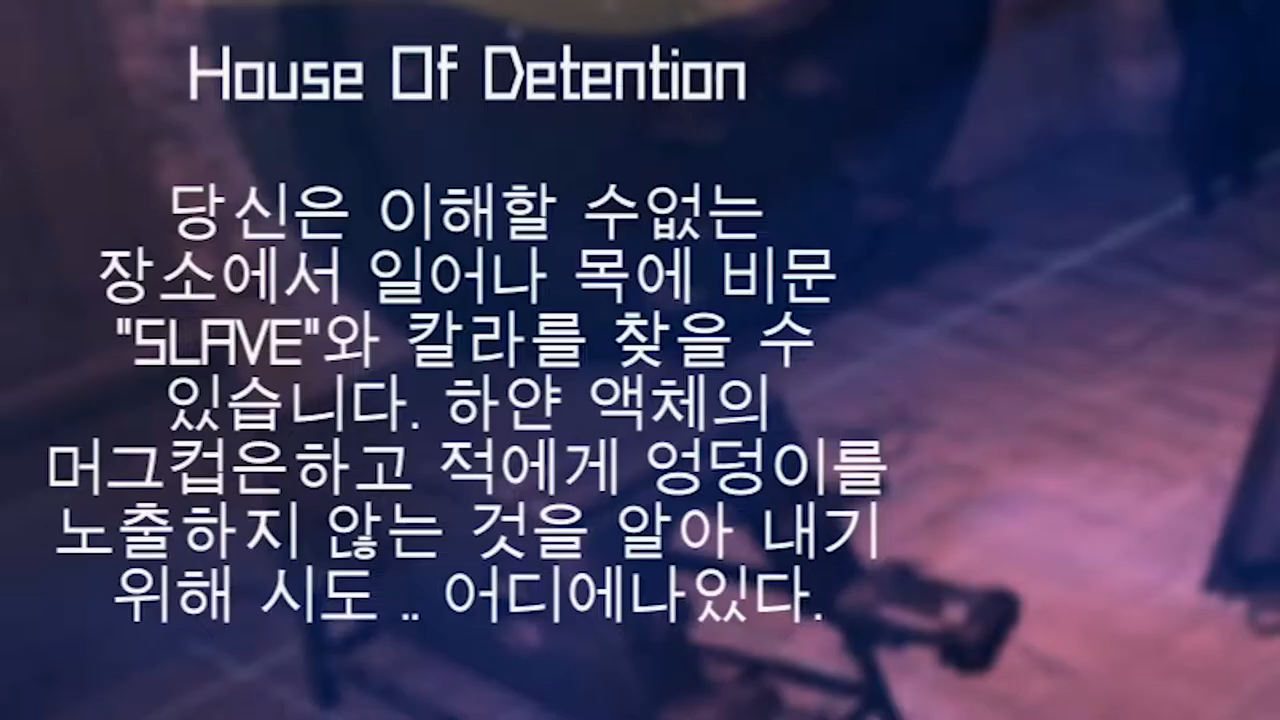 House Of Detention
당신은 이해할 수없는
장소에서 일어나 목에 비문
"SLAVE"와 칼라를 찾을 수
있습니다. 하얀 액체의
머그컵은하고 적에게 엉덩이를
노출하지 않는 것을 알아 내기
위해 시도 .. 어디에나있다.